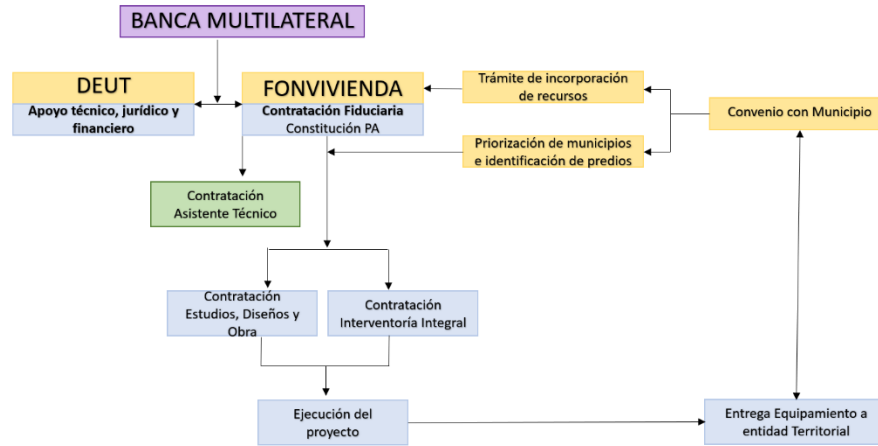 BANCA MULTILATERAL
DEUT
Apoyo técnico, jurídico y
financiero
FONVIVIENDA
Contratación Fiduciaria
Constitución PA
Trámite de incorporación
de recursos
Convenio con Municipio
Priorización de municipios
e identificación de predios
Contratación
Asistente Técnico
Contratación
Estudios, Diseños y
Obra
Contratación
Interventoría Integral
Ejecución del
proyecto
Entrega Equipamiento a
entidad Territorial